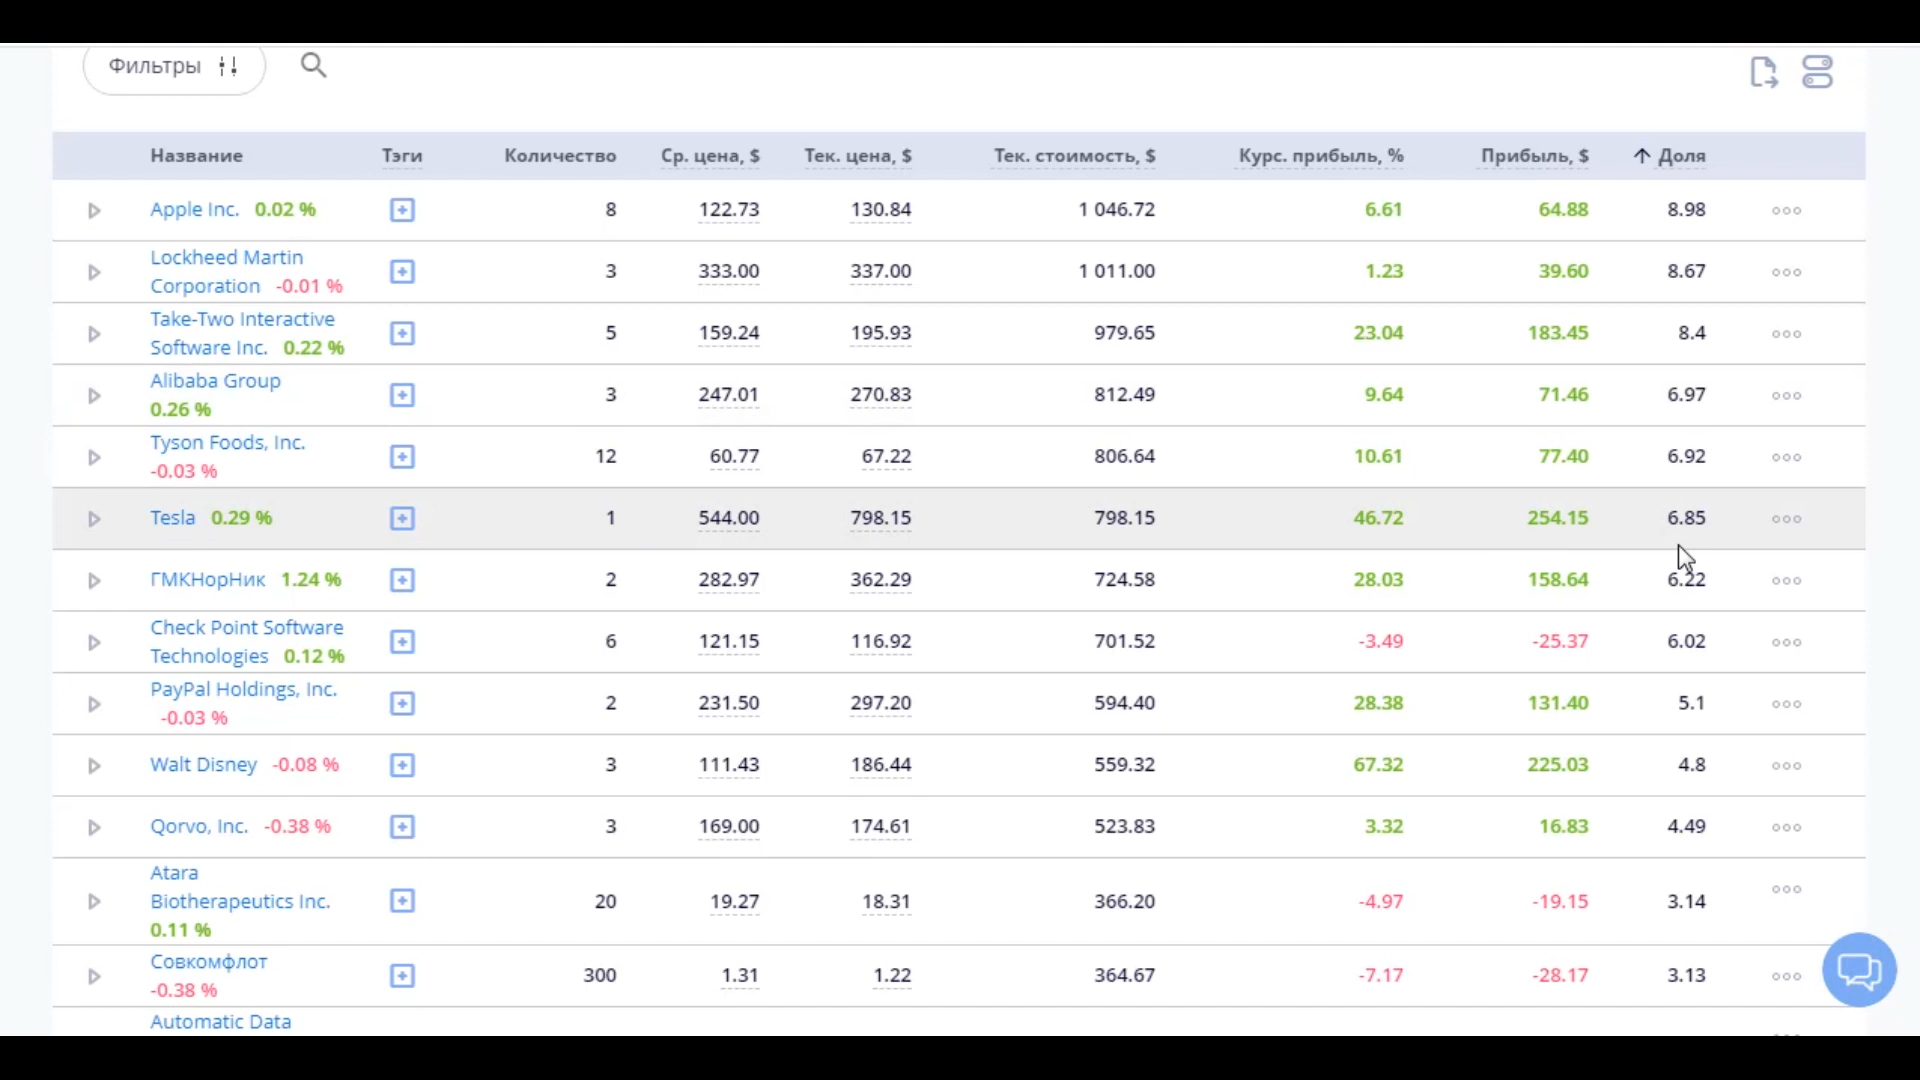 Фильтры
Название Тэги Количество Ср. цена, $ Тек. цена, $ Тек. стоимость, $ Курс. прибыль, % Прибыль, $ Доля
Apple Inc. 0.02 % 8 122.73 130.84 1 046.72 6.61 64.88 8.98
Lockheed Martin
Corporation -0.01 % 3 333.00 337.00 1 011.00 1.23 39.60 8.67
Take-Two Interactive
Software Inc. 0.22 % 5 159.24 195.93 979.65 23.04 183.45 8.4
Alibaba Group
0.26 % 3 247.01 270.83 812.49 9.64 71.46 6.97
Tyson Foods, Inc.
-0.03 % 12 60.77 67.22 806.64 10.61 77.40 6.92
Tesla 0.29 % 1 544.00 798.15 798.15 46.72 254.15 6.85
ГМКНорНик 1.24 % 2 282.97 362.29 724.58 28.03 158.64 6.22
Check Point Software
Technologies 0.12 % 6 121.15 116.92 701.52 -3.49 -25.37 6.02
PayPal Holdings, Inc.
-0.03 % 2 231.50 297.20 594.40 28.38 131.40 5.1
Walt Disney -0.08 % 3 111.43 186.44 559.32 67.32 225.03 4.8
Qorvo, Inc. -0.38 % 3 169.00 174.61 523.83 3.32 16.83 4.49
Atara
Biotherapeutics Inc. 20 19.27 18.31 366.20 -4.97 -19.15 3.14
0.11 %
Совкомфлот
-0.38 % 300 1.31 1.22 364.67 -7.17 -28.17 3.13
Automatic Data